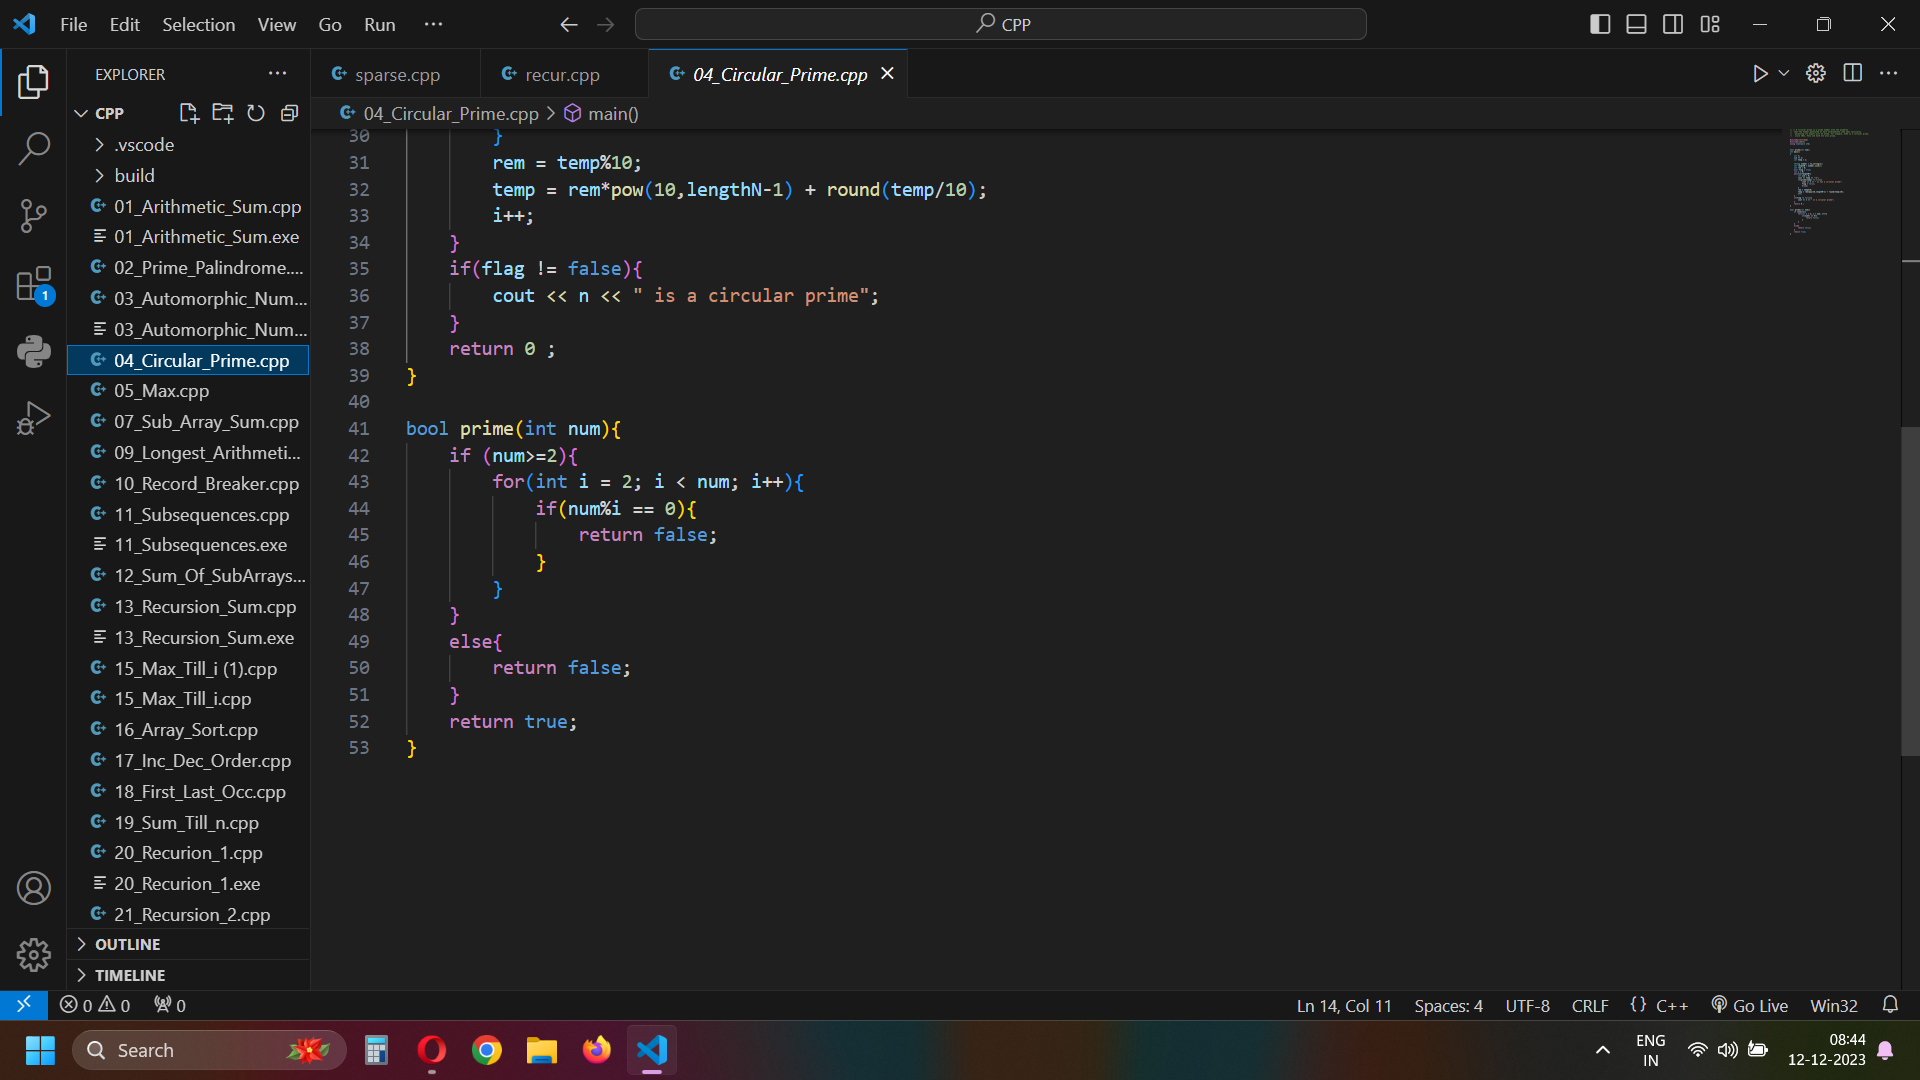 File Edit Selection View Go Run ···
CPP
EXPLORER ···
sparse.cpp
recur.cpp
04_Circular_Prime.cpp
CPP
04_Circular_Prime.cpp > main()
.vscode
build
01_Arithmetic_Sum.cpp
01_Arithmetic_Sum.exe
02_Prime_Palindrome....
03_Automorphic_Num...
03_Automorphic_Num...
04_Circular_Prime.cpp
05_Max.cpp
07_Sub_Array_Sum.cpp
09_Longest_Arithmeti...
10_Record_Breaker.cpp
11_Subsequences.cpp
11_Subsequences.exe
12_Sum_Of_SubArrays...
13_Recursion_Sum.cpp
13_Recursion_Sum.exe
15_Max_Till_i (1).cpp
15_Max_Till_i.cpp
16_Array_Sort.cpp
17_Inc_Dec_Order.cpp
18_First_Last_Occ.cpp
19_Sum_Till_n.cpp
20_Recurion_1.cpp
20_Recurion_1.exe
21_Recursion_2.cpp
OUTLINE
TIMELINE
1
30 }
31 rem = temp%10;
32 temp = rem*pow(10,lengthN-1) + round(temp/10);
33 i++;
34 }
35 if(flag != false){
36 cout << n << " is a circular prime";
37 }
38 return 0 ;
39 }
40
41 bool prime(int num){
42 if (num>=2){
43 for(int i = 2; i < num; i++){
44 if(num%i == 0){
45 return false;
46 }
47 }
48 }
49 else{
50 return false;
51 }
52 return true;
53 }
0 0 0
Ln 14, Col 11 Spaces: 4 UTF-8 CRLF {} C++ Go Live Win32
Search
ENG
IN
08:44
12-12-2023